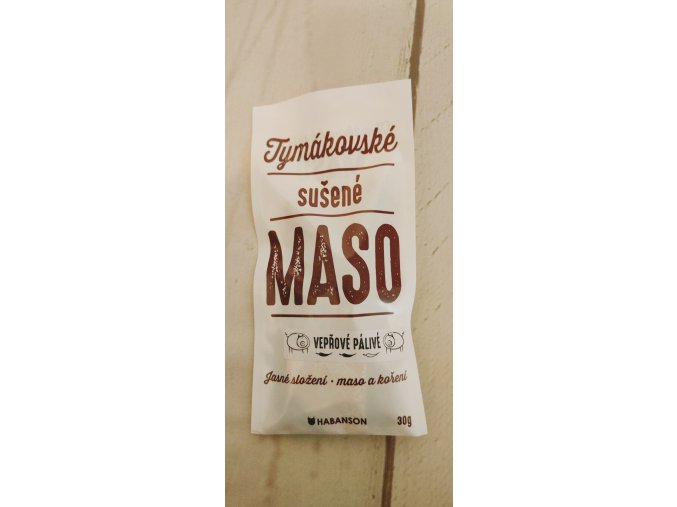 Tymákovské
sušené
MASO
VEPŘOVÉ PÁLIVÉ
Jasné složení · maso a koření
HABANSON
30g